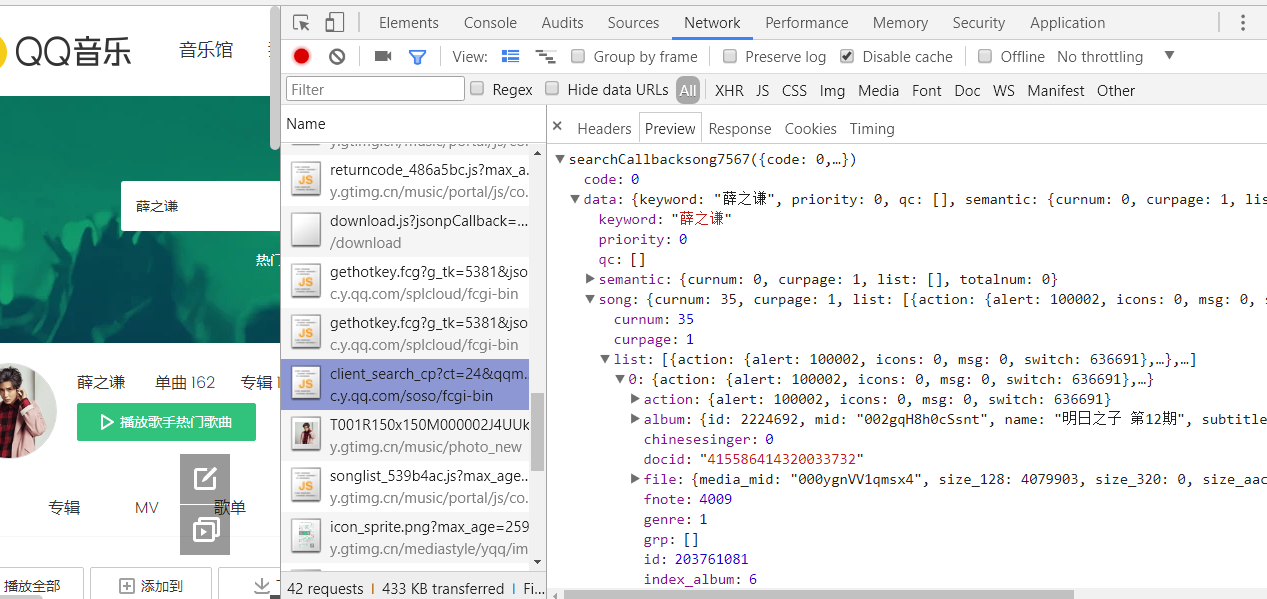 QQ音乐
音乐馆
薛之谦
热门
薛之谦 单曲 162 专辑
播放歌手热门歌曲
专辑 MV 歌单
播放全部 添加到
Elements Console Audits Sources Network Performance Memory Security Application
View: Group by frame Preserve log Disable cache Offline No throttling
Filter Regex Hide data URLs All XHR JS CSS Img Media Font Doc WS Manifest Other
Name
y.gtimg.cn/music/portal/js/co.
returncode_486a5bc.js?max_a.
y.gtimg.cn/music/portal/js/co.
download.js?jsonpCallback=...
/download
gethotkey.fcg?g_tk=5381&jso
c.y.qq.com/splcloud/fcgi-bin
gethotkey.fcg?g_tk=5381&jso
c.y.qq.com/splcloud/fcgi-bin
client_search_cp?ct=24&qqm.
c.y.qq.com/soso/fcgi-bin
T001R150x150M000002J4UUk
y.gtimg.cn/music/photo_new
songlist_539b4ac.js?max_age..
y.gtimg.cn/music/portal/js/co.
icon_sprite.png?max_age=259
y.gtimg.cn/mediastyle/yqq/im
42 requests | 433 KB transferred | Fi...
× Headers Preview Response Cookies Timing
searchCallbacksong7567({code: 0,…})
code: 0
data: {keyword: "薛之谦", priority: 0, qc: [], semantic: {curnum: 0, curpage: 1, lis
keyword: "薛之谦"
priority: 0
qc: []
semantic: {curnum: 0, curpage: 1, list: [], totalnum: 0}
song: {curnum: 35, curpage: 1, list: [{action: {alert: 100002, icons: 0, msg: 0, s
curnum: 35
curpage: 1
list: [{action: {alert: 100002, icons: 0, msg: 0, switch: 636691},…},…]
0: {action: {alert: 100002, icons: 0, msg: 0, switch: 636691},…}
action: {alert: 100002, icons: 0, msg: 0, switch: 636691}
album: {id: 2224692, mid: "002gqH8h0cSsnt", name: "明日之子 第12期", subtitle
chinesesinger: 0
docid: "415586414320033732"
file: {media_mid: "000ygnVV1qmsx4", size_128: 4079903, size_320: 0, size_aac
fnote: 4009
genre: 1
grp: []
id: 203761081
index_album: 6